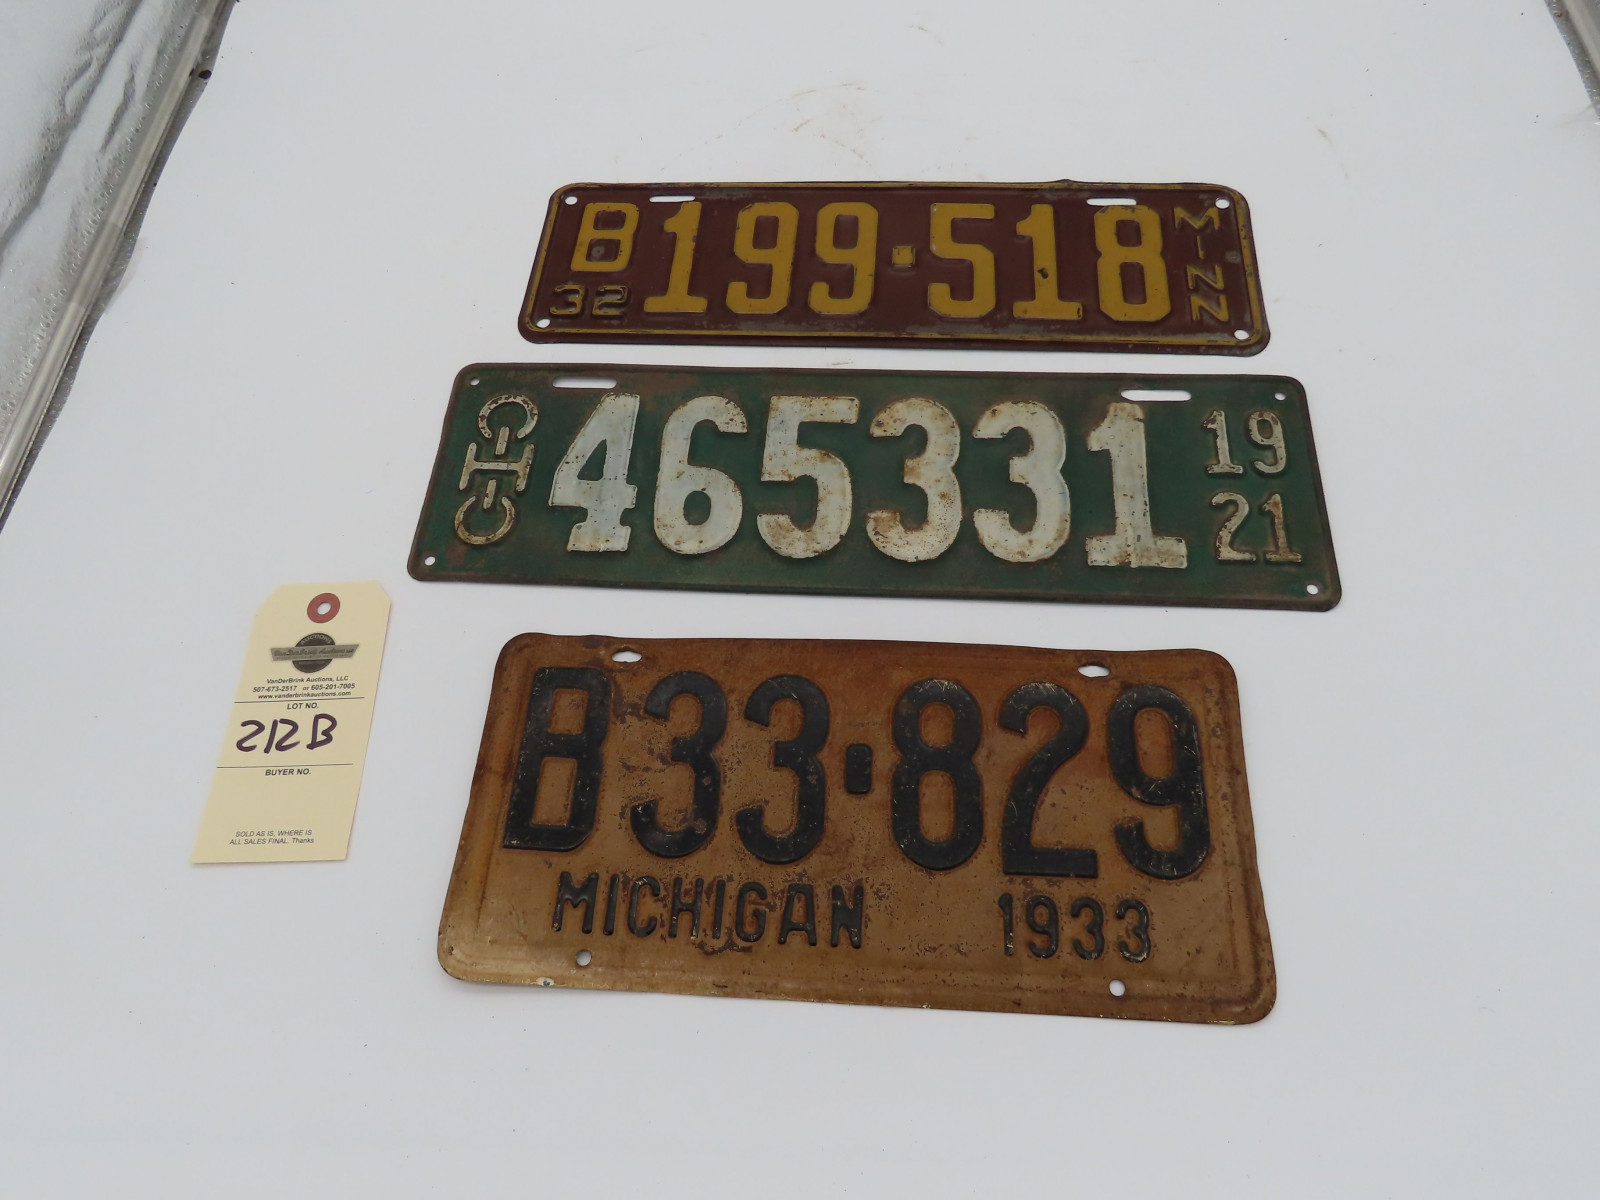 B 199·518 MINN
32
OHIO 465331 19
21
B33·829
MICHIGAN 1933
AUCTIONS
VanDerBrink Auctions, LLC
507-673-2517 or 605-201-7005
www.vanderbrinkauctions.com
LOT NO.
212B
BUYER NO.
SOLD AS IS, WHERE IS
ALL SALES FINAL. Thanks